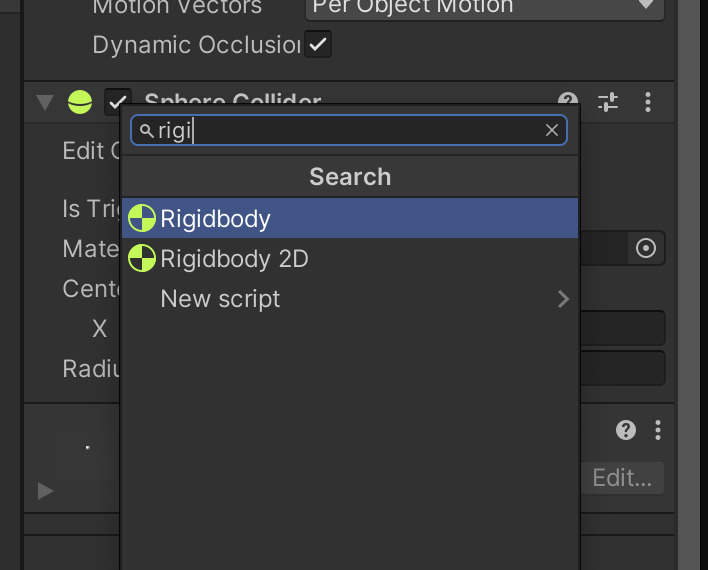 Motion Vectors Per Object Motion
Dynamic Occlusion
Sphere Collider
rigi
Edit
Search
Is Trig
Rigidbody
Mate
Rigidbody 2D
Cente
New script
X
Radiu
Edit...